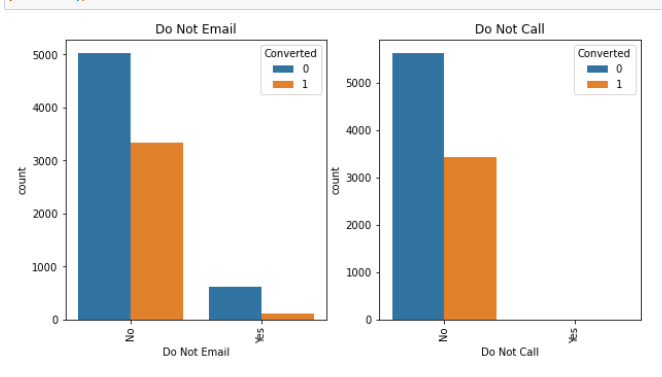 Do Not Email
Converted
0
1
5000
4000
3000
2000
1000
0
count
No
Yes
Do Not Email
Do Not Call
Converted
0
1
5000
4000
3000
2000
1000
0
count
No
Yes
Do Not Call